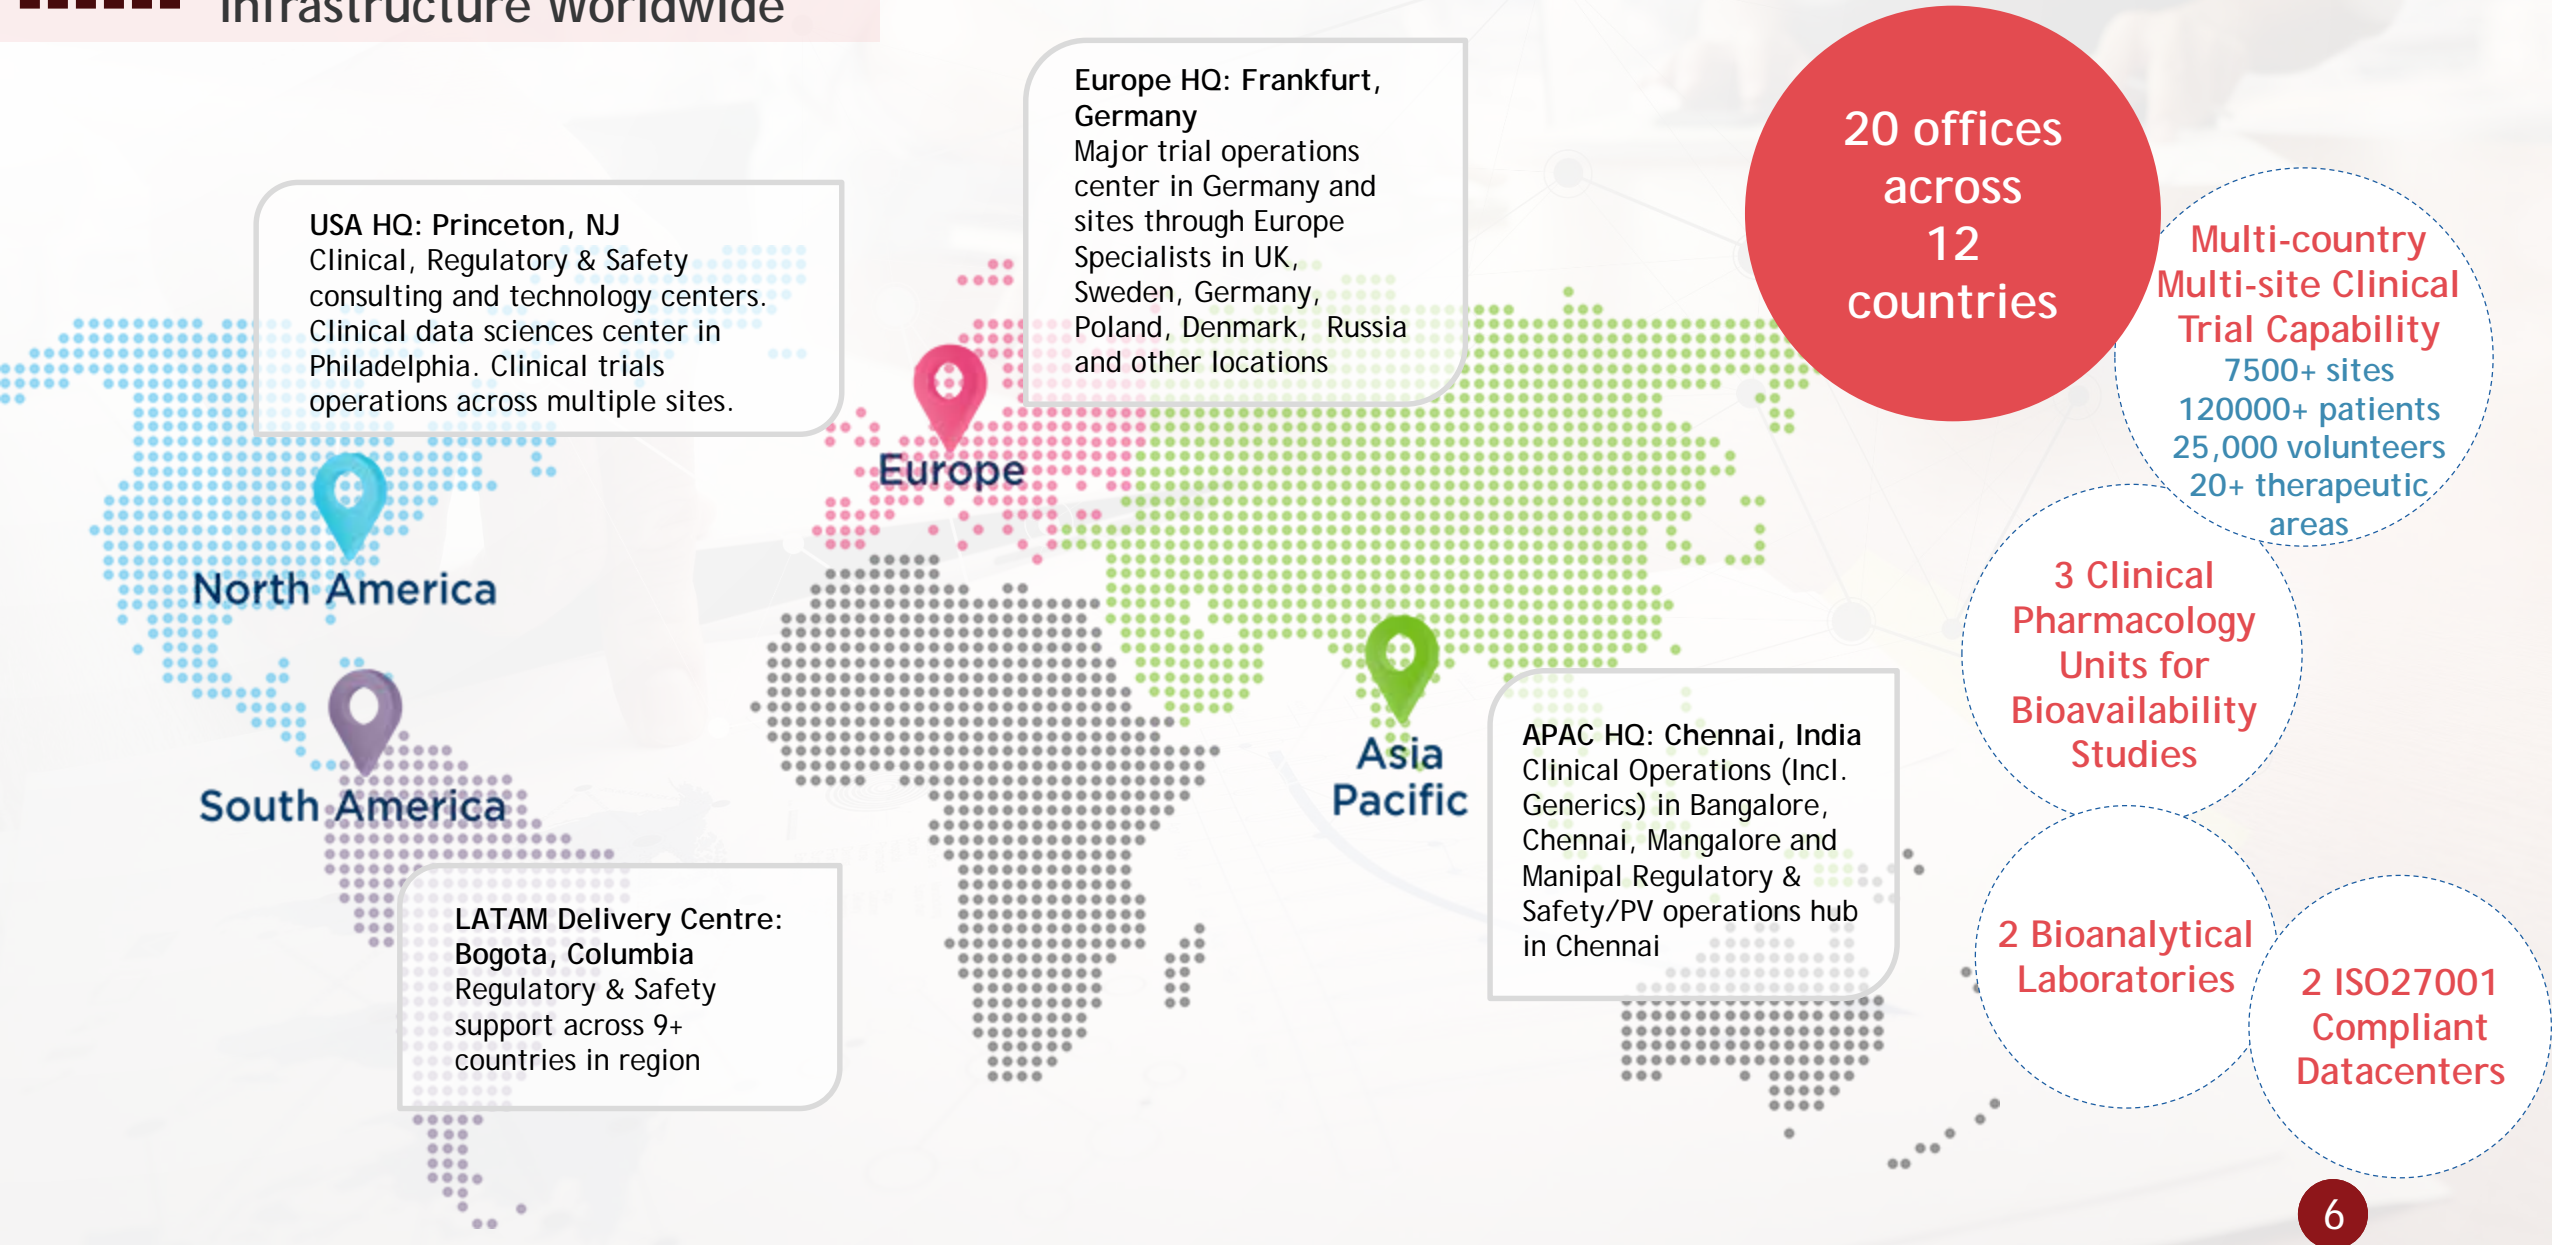 Infrastructure Worldwide
USA HQ: Princeton, NJ
Clinical, Regulatory & Safety
consulting and technology centers.
Clinical data sciences center in
Philadelphia. Clinical trials
operations across multiple sites.
Europe HQ: Frankfurt,
Germany
Major trial operations
center in Germany and
sites through Europe
Specialists in UK,
Sweden, Germany,
Poland, Denmark, Russia
and other locations
20 offices
across
12
countries
Multi-country
Multi-site Clinical
Trial Capability
7500+ sites
120000+ patients
25,000 volunteers
20+ therapeutic
areas
Europe
North America
3 Clinical
Pharmacology
Units for
Bioavailability
Studies
South America
Asia
Pacific
APAC HQ: Chennai, India
Clinical Operations (Incl.
Generics) in Bangalore,
Chennai, Mangalore and
Manipal Regulatory &
Safety/PV operations hub
in Chennai
LATAM Delivery Centre:
Bogota, Columbia
Regulatory & Safety
support across 9+
countries in region
2 Bioanalytical
Laboratories
2 ISO27001
Compliant
Datacenters
6